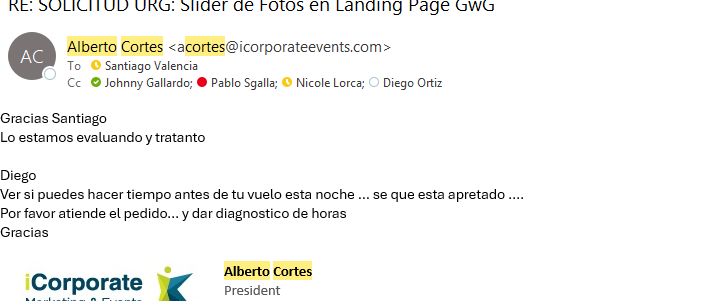 RE: SOLICITUD URG: Slider de Fotos en Landing Page GwG
AC
Alberto Cortes <acortes@icorporateevents.com>
To Santiago Valencia
Cc Johnny Gallardo; Pablo Sgalla; Nicole Lorca; Diego Ortiz
Gracias Santiago
Lo estamos evaluando y tratanto
Diego
Ver si puedes hacer tiempo antes de tu vuelo esta noche ... se que esta apretado ....
Por favor atiende el pedido... y dar diagnostico de horas
Gracias
Alberto Cortes
President
iCorporate
Marketing & Events